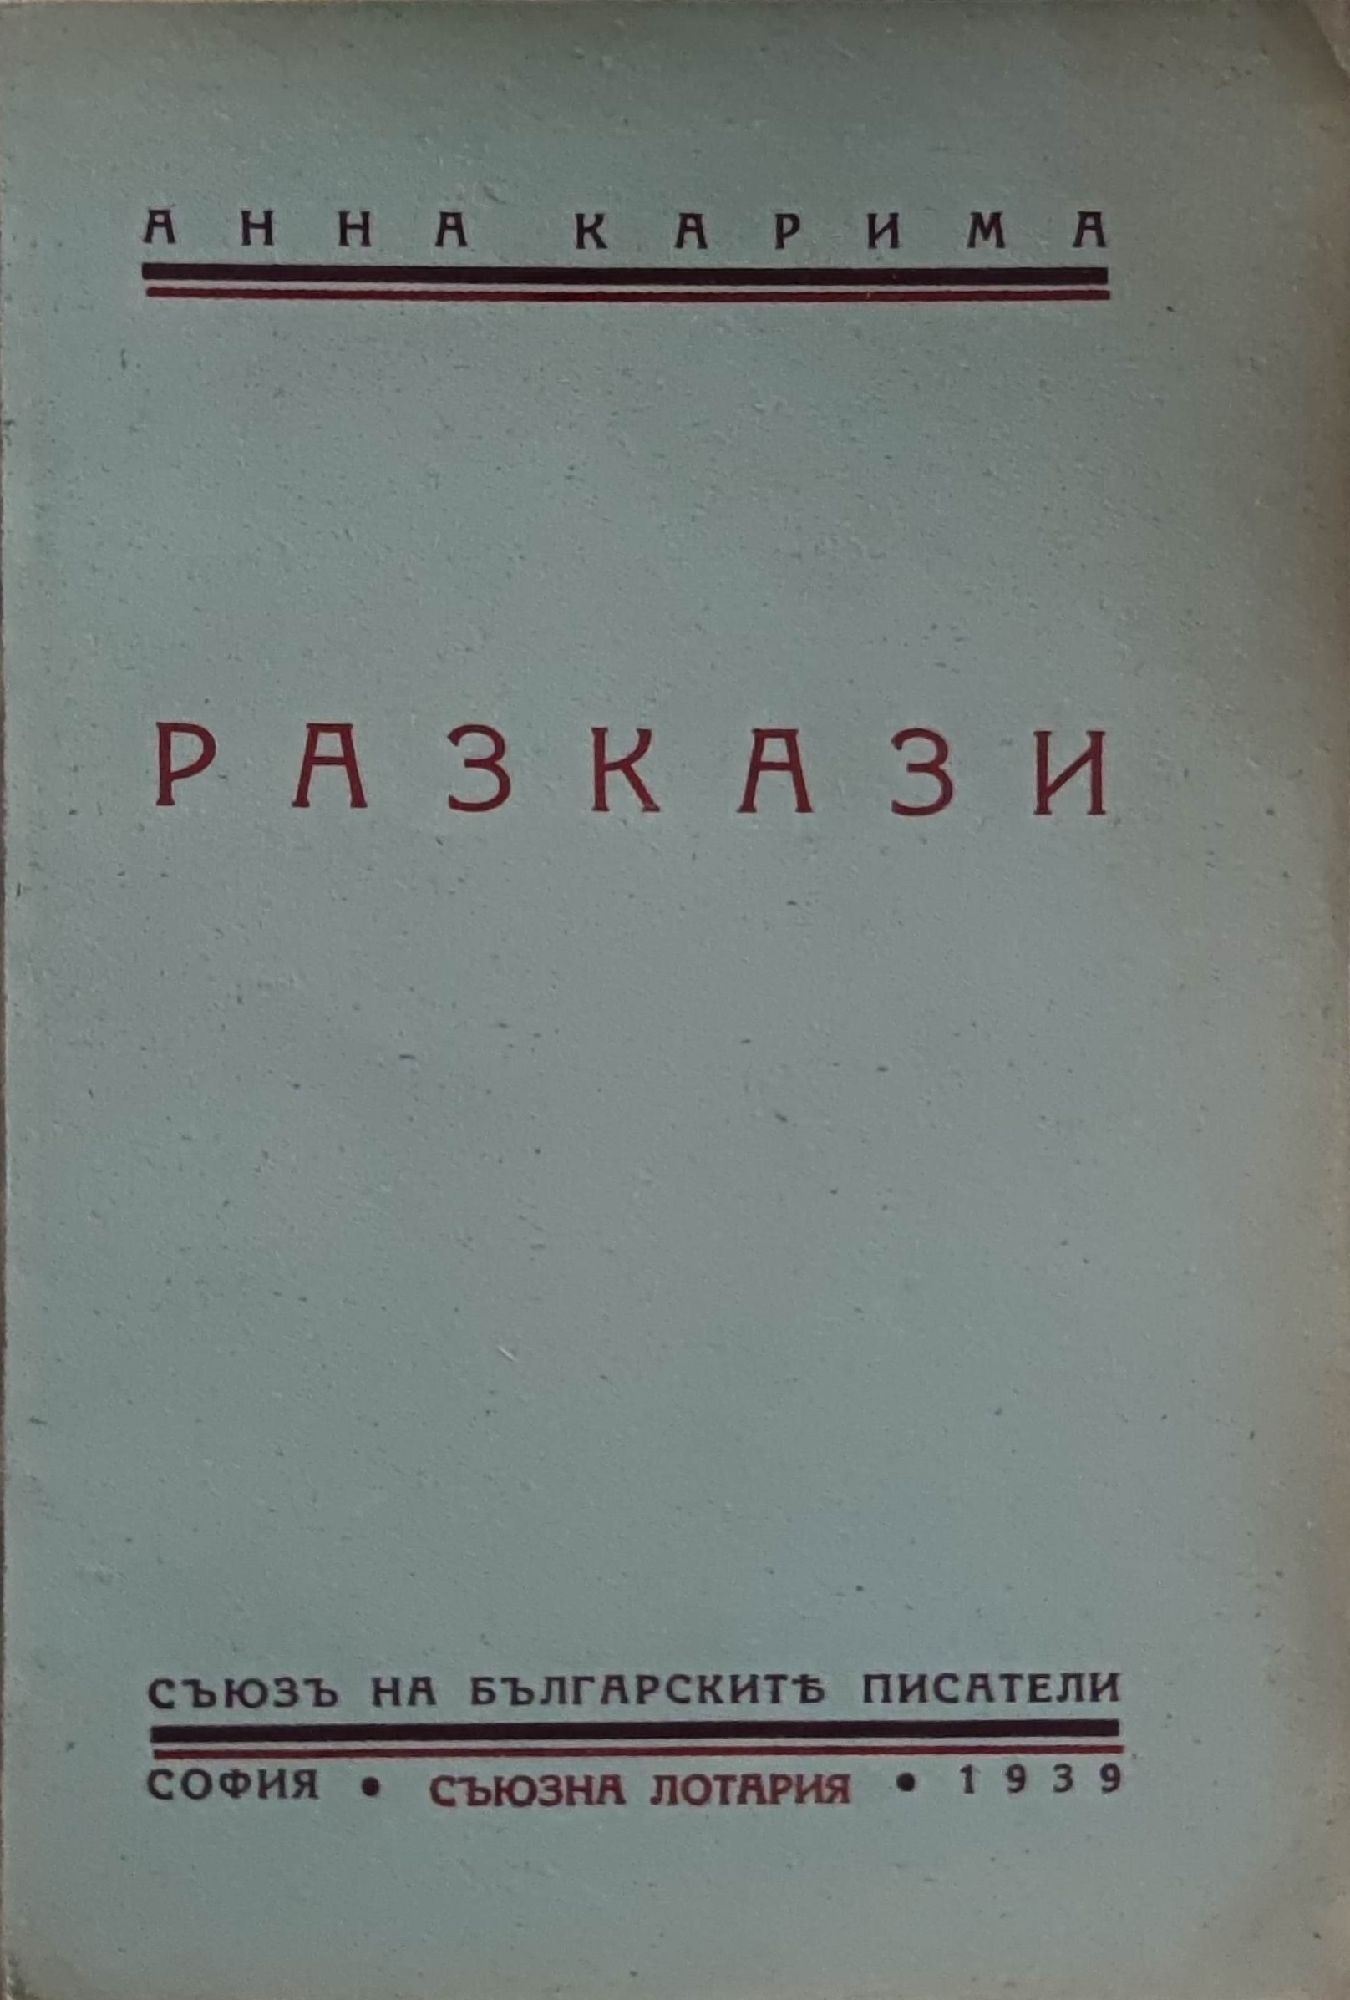 АННА КАРИМА
РАЗКАЗИ
СЪЮЗЪ НА БЪЛГАРСКИТѢ ПИСАТЕЛИ
СОФИЯ • СЪЮЗНА ЛОТАРИЯ • 1939